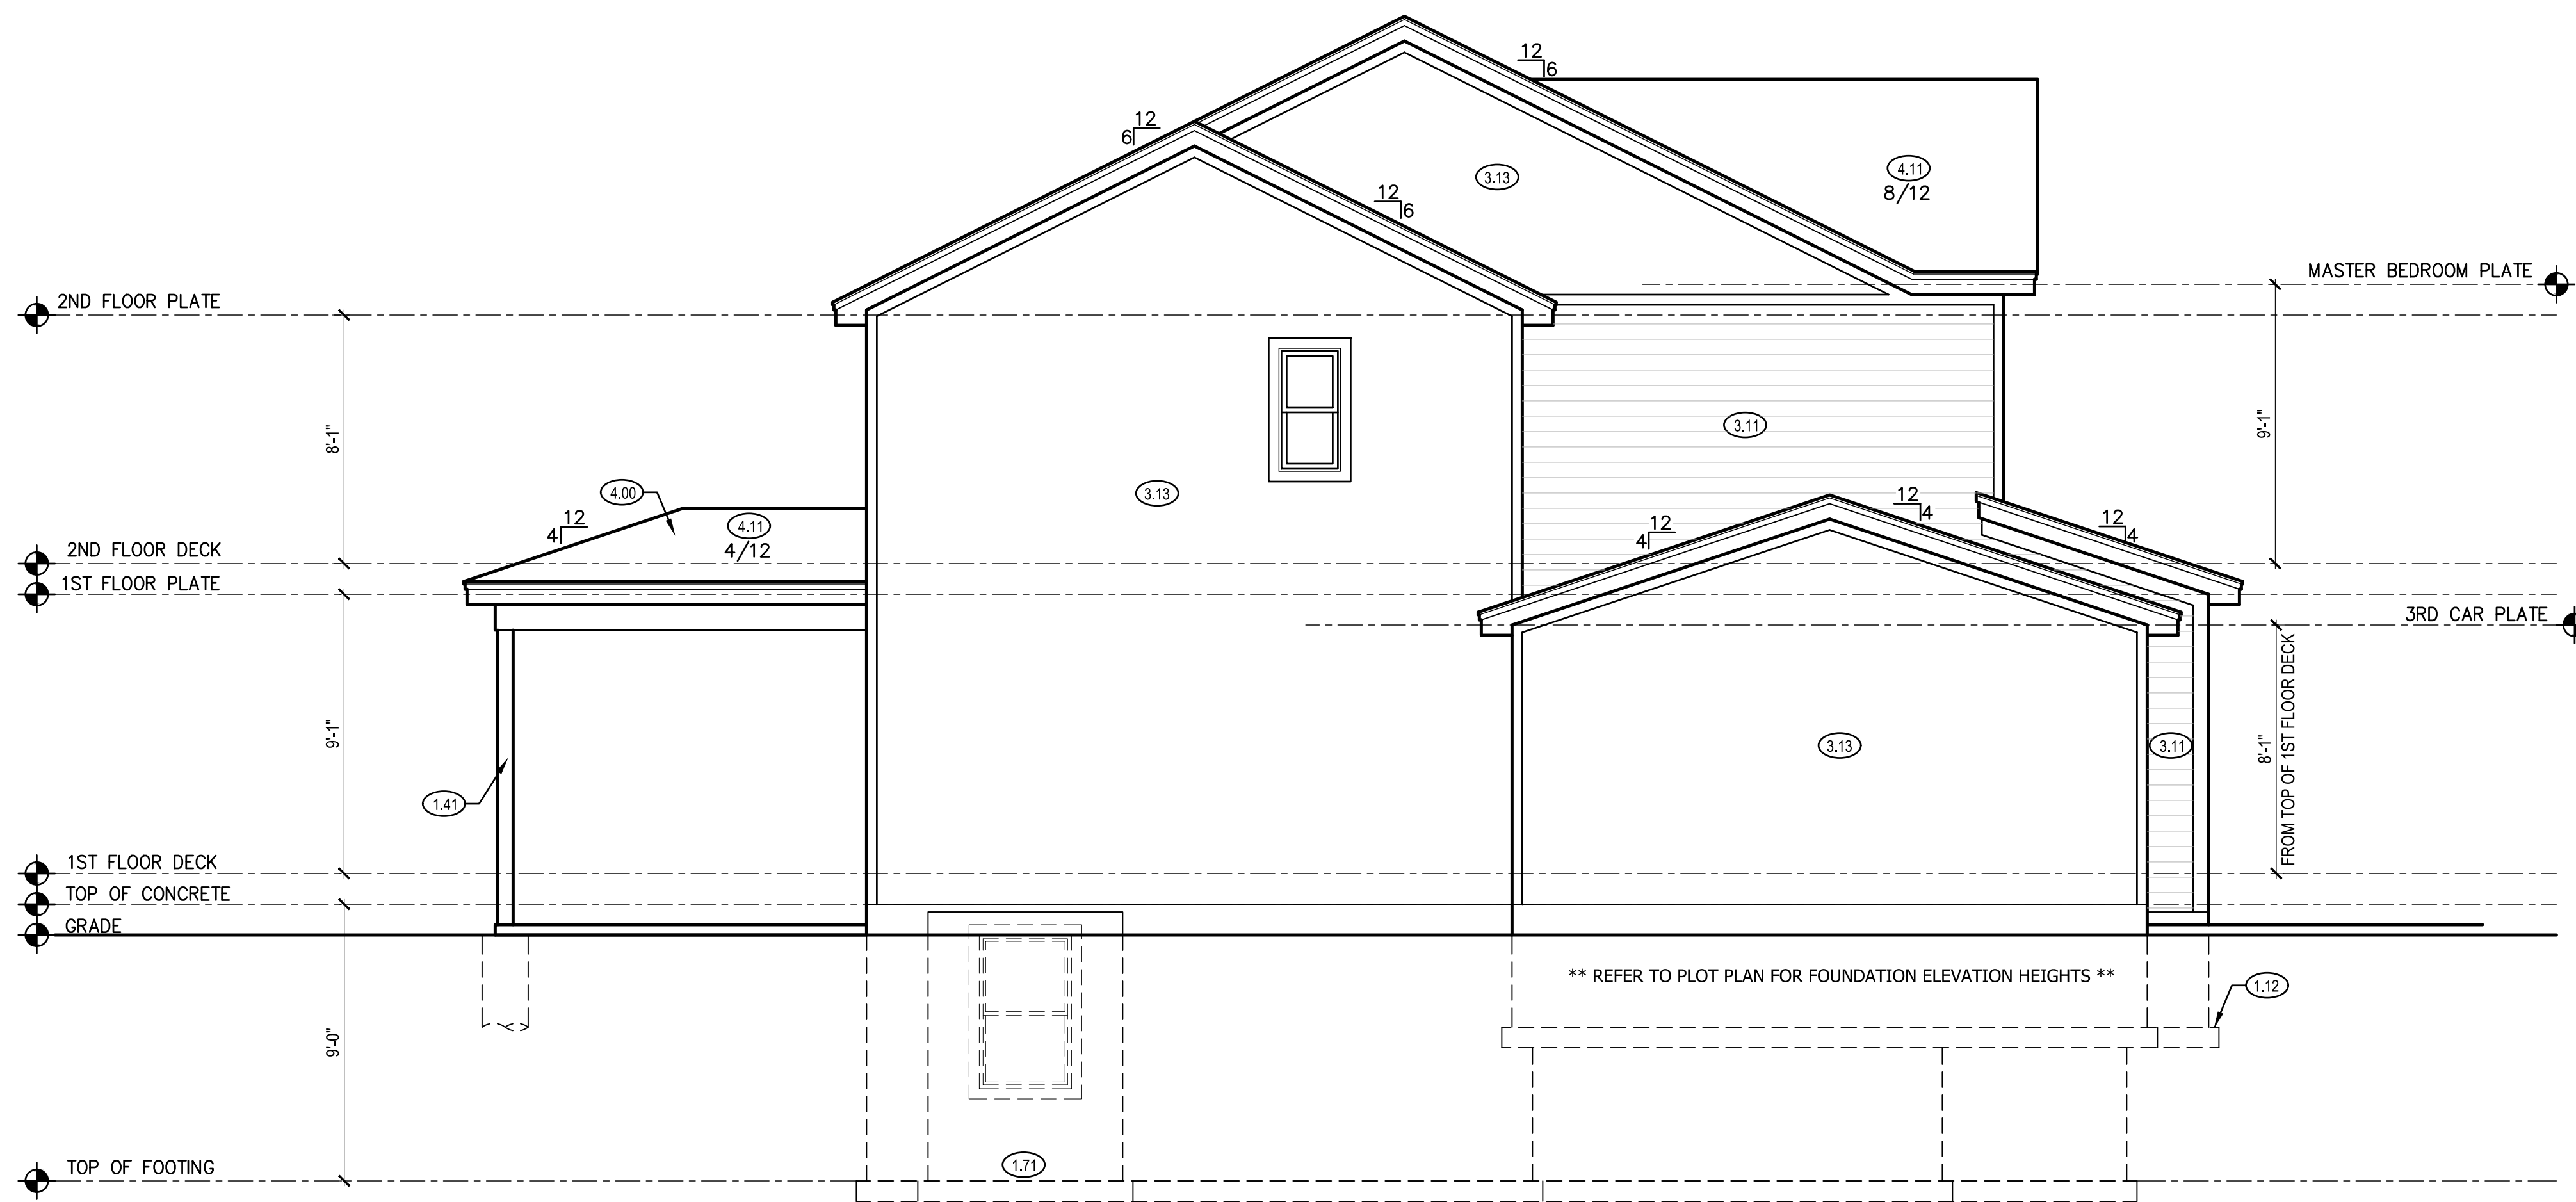 12
6
12
6
4.11
8/12
3.13
12
6
MASTER BEDROOM PLATE
2ND FLOOR PLATE
8'-1"
3.11
9'-1"
4.00
3.13
12
4
4.11
4/12
12
4
12
4
12
4
2ND FLOOR DECK
1ST FLOOR PLATE
3RD CAR PLATE
9'-1"
1.41
3.13
3.11
8'-1"
FROM TOP OF 1ST FLOOR DECK
1ST FLOOR DECK
TOP OF CONCRETE
GRADE
** REFER TO PLOT PLAN FOR FOUNDATION ELEVATION HEIGHTS **
1.12
9'-0"
TOP OF FOOTING
1.71